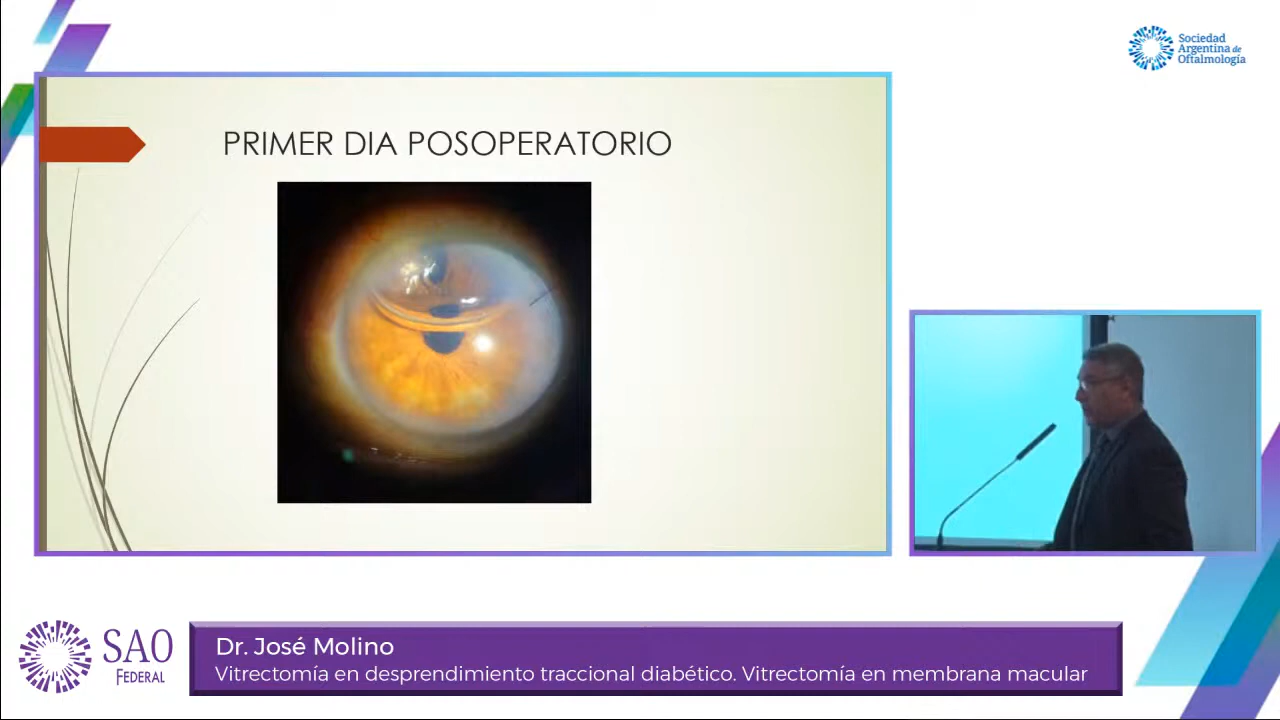 Sociedad
Argentina de
Oftalmología
PRIMER DIA POSOPERATORIO
SAO
FEDERAL
Dr. José Molino
Vitrectomía en desprendimiento traccional diabético. Vitrectomía en membrana macular